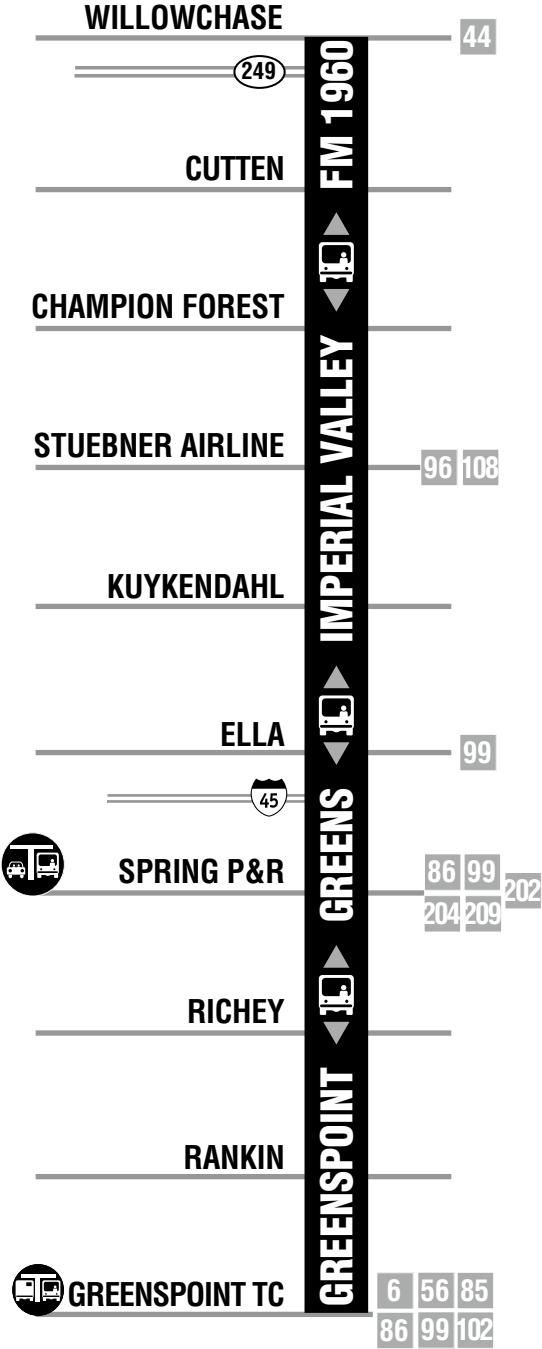 WILLOWCHASE
44
249
FM 1960
CUTTEN
CHAMPION FOREST
IMPERIAL VALLEY
STUEBNER AIRLINE
96 108
KUYKENDAHL
ELLA
99
45
GREENS
SPRING P&R
86 99
202
204 209
RICHEY
GREENSPOINT
RANKIN
GREENSPOINT TC
6 56 85
86 99 102